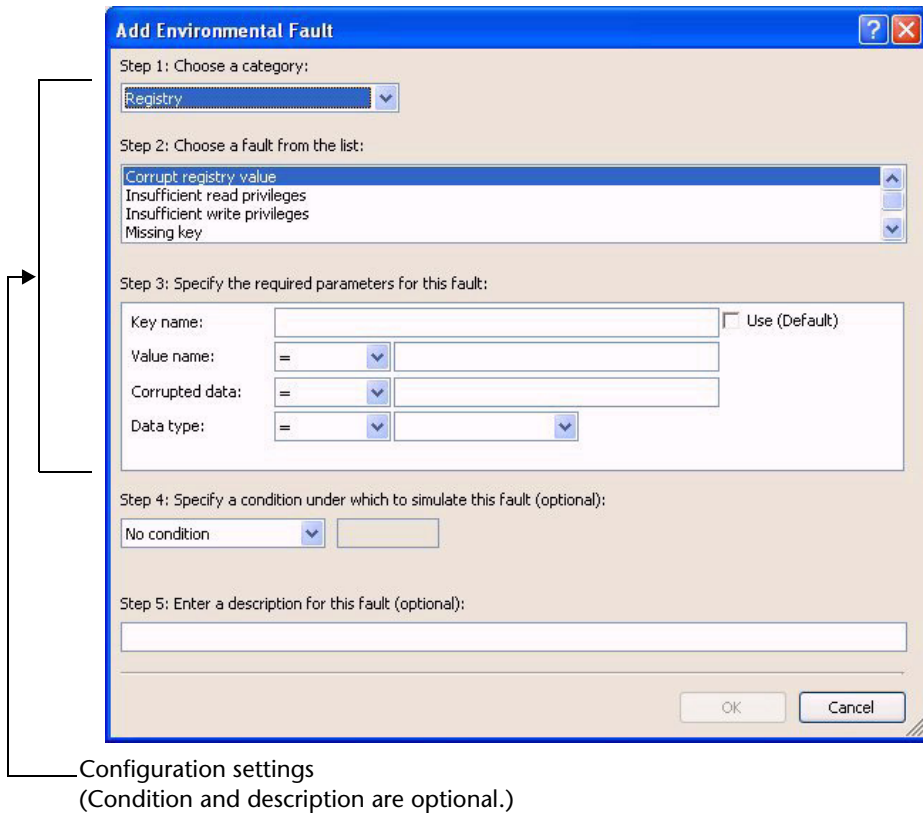 Add Environmental Fault
Step 1: Choose a category:
Registry
Step 2: Choose a fault from the list:
Corrupt registry value
Insufficient read privileges
Insufficient write privileges
Missing key
Step 3: Specify the required parameters for this fault:
Key name: Use (Default)
Value name: =
Corrupted data: =
Data type: =
Step 4: Specify a condition under which to simulate this fault (optional):
No condition
Step 5: Enter a description for this fault (optional):
OK Cancel
Configuration settings
(Condition and description are optional.)